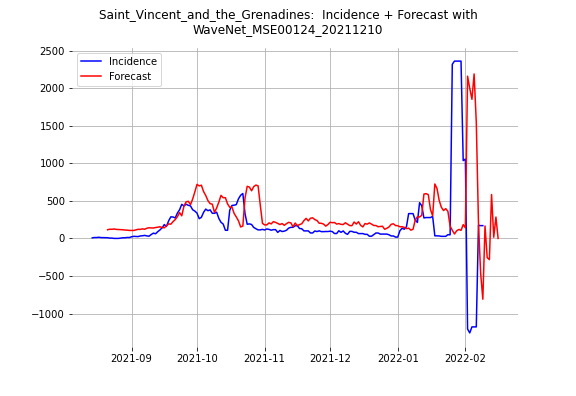 Saint_Vincent_and_the_Grenadines:  Incidence + Forecast with
WaveNet_MSE00124_20211210
Incidence
Forecast
2500
2000
1500
1000
500
0
−500
−1000
2021-09 2021-10 2021-11 2021-12 2022-01 2022-02